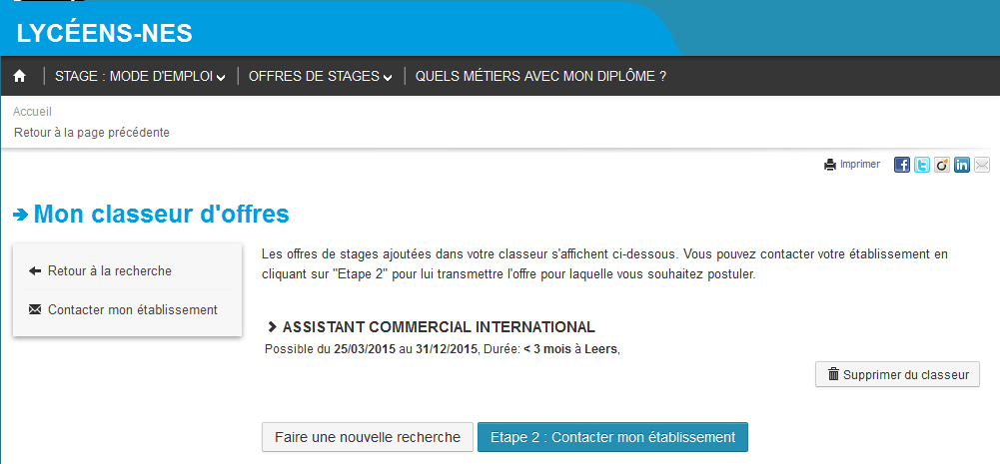 LYCÉENS-NES
STAGE : MODE D'EMPLOI OFFRES DE STAGES QUELS MÉTIERS AVEC MON DIPLÔME ?
Accueil
Retour à la page précédente
Imprimer
Mon classeur d'offres
Retour à la recherche
Contacter mon établissement
Les offres de stages ajoutées dans votre classeur s'affichent ci-dessous. Vous pouvez contacter votre établissement en
cliquant sur "Etape 2" pour lui transmettre l'offre pour laquelle vous souhaitez postuler.
ASSISTANT COMMERCIAL INTERNATIONAL
Possible du 25/03/2015 au 31/12/2015, Durée: < 3 mois à Leers,
Supprimer du classeur
Faire une nouvelle recherche Etape 2 : Contacter mon établissement